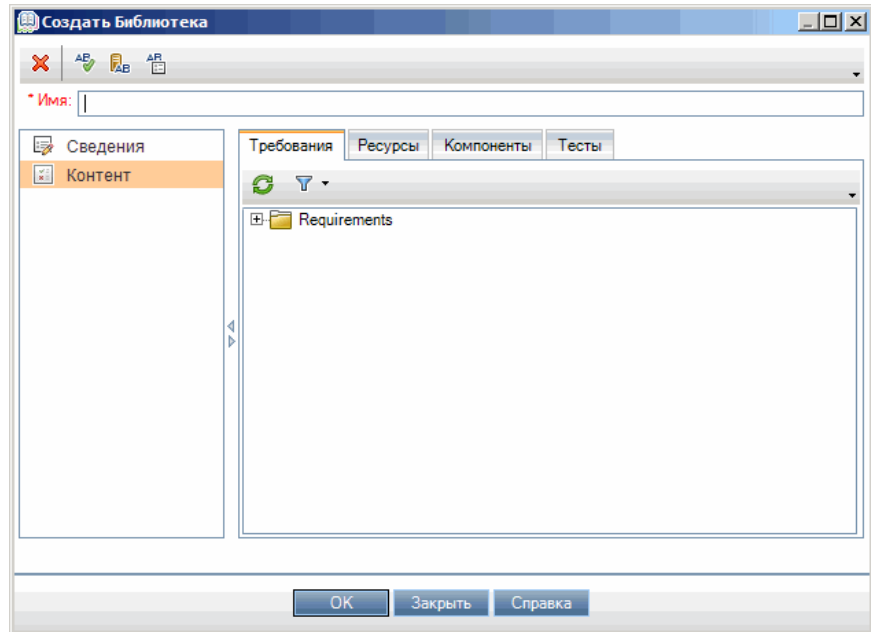 Создать Библиотека
* Имя:
Сведения
Контент
Требования Ресурсы Компоненты Тесты
Requirements
OK Закрыть Справка